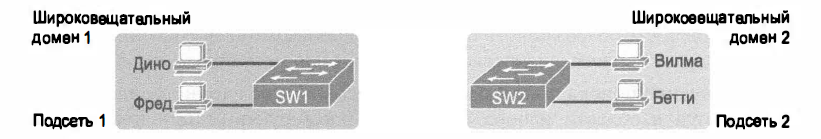 Широковещательный
домен 1
Широковещательный
домен 2
Дино
SW1
Фред
Подсеть 1
Вилма
SW2
Бетти
Подсеть 2